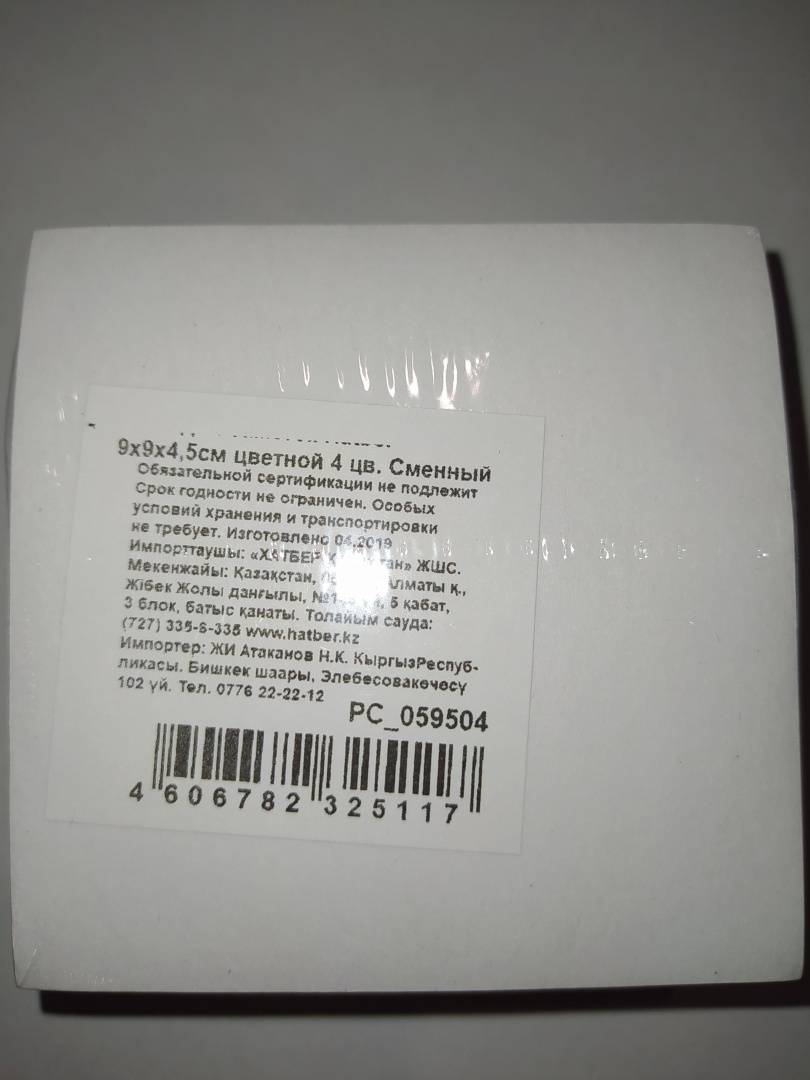 9х9х4,5см цветной 4 цв. Сменный
Обязательной сертификации не подлежит
Срок годности не ограничен. Особых
условий хранения и транспортировки
не требует. Изготовлено 04.2019
Импорттаушы: ЖШС.
Мекенжайы: Қазақстан, Алматы қ.,
Жібек Жолы даңғылы, 5 қабат,
3 блок, батыс қанаты. Толайым сауда:
(727) 335-8-335 www.hatber.kz
Импортер: ЖИ Атаканов Н.К. КыргызРеспуб-
ликасы. Бишкек шаары, Элебесовакөчөсү
102 үй. Тел. 0776 22-22-12
РС_059504
4 606782 325117